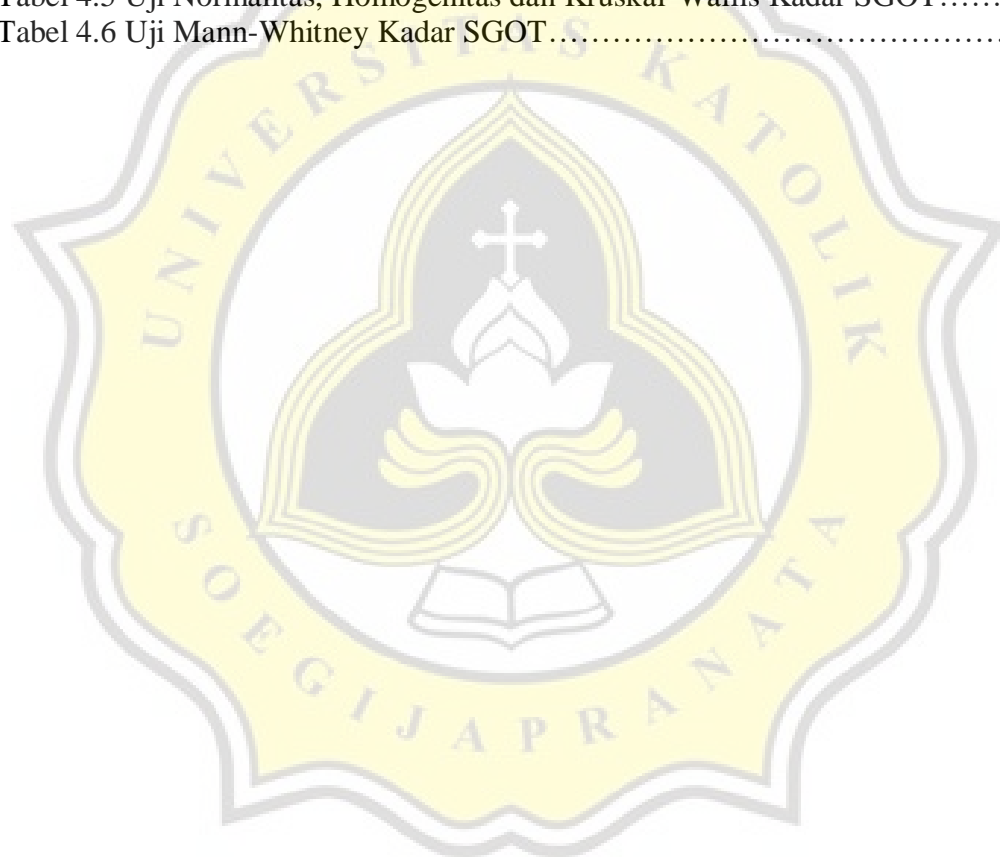 Tabel 4.5 Uji Normalitas, Homogenitas dan Kruskal-Wallis Kadar SGOT……
Tabel 4.6 Uji Mann-Whitney Kadar SGOT…………………………………………
UNIVERSITAS KATOLIK
SOEGIJAPRANATA